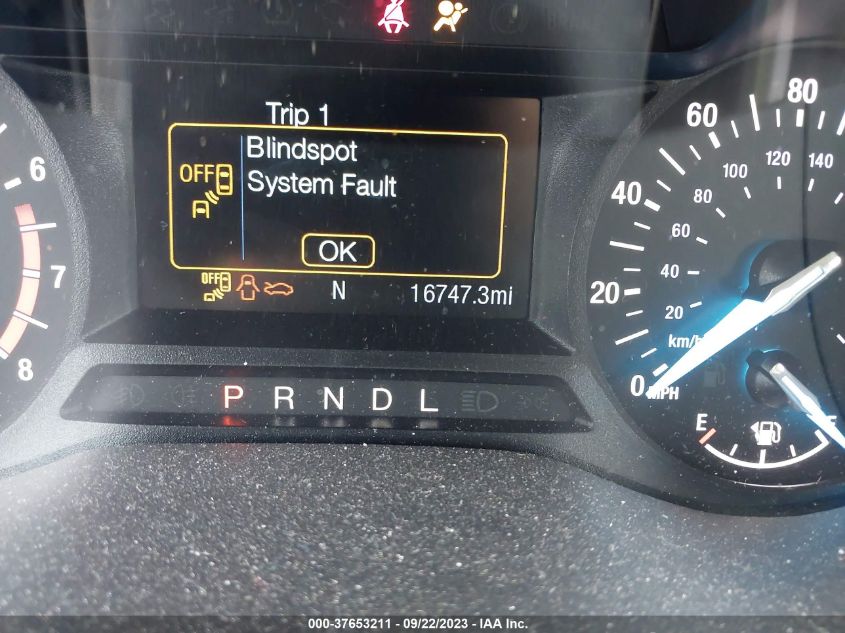 Trip 1
Blindspot
OFF
System Fault
OK
OFF
N
16747.3mi
6
7
8
P R N D L
0
20
40
60
80
20
40
60
80
100
120
140
km/h
MPH
E
F
000-37653211 - 09/22/2023 - IAA Inc.